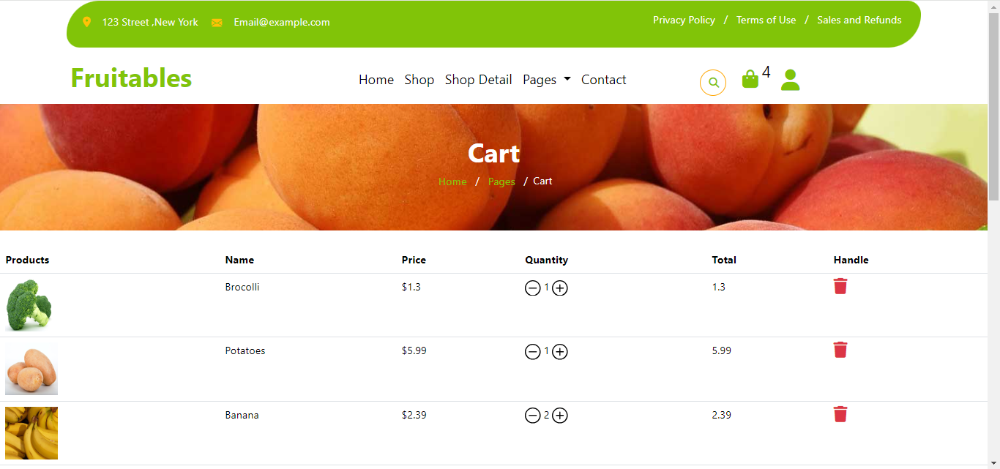 123 Street ,New York Email@example.com Privacy Policy / Terms of Use / Sales and Refunds
Fruitables Home Shop Shop Detail Pages Contact 4
Cart
Home / Pages / Cart
Products Name Price Quantity Total Handle
Brocolli $1.3 1 1.3
Potatoes $5.99 1 5.99
Banana $2.39 2 2.39